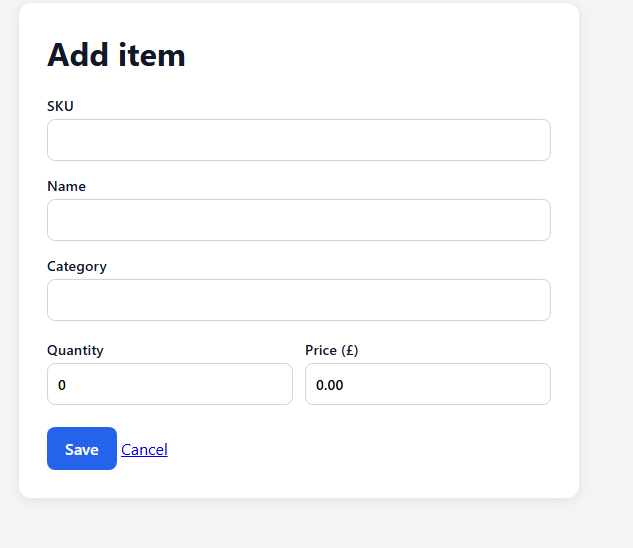 Add item
SKU
Name
Category
Quantity Price (£)
0 0.00
Save Cancel